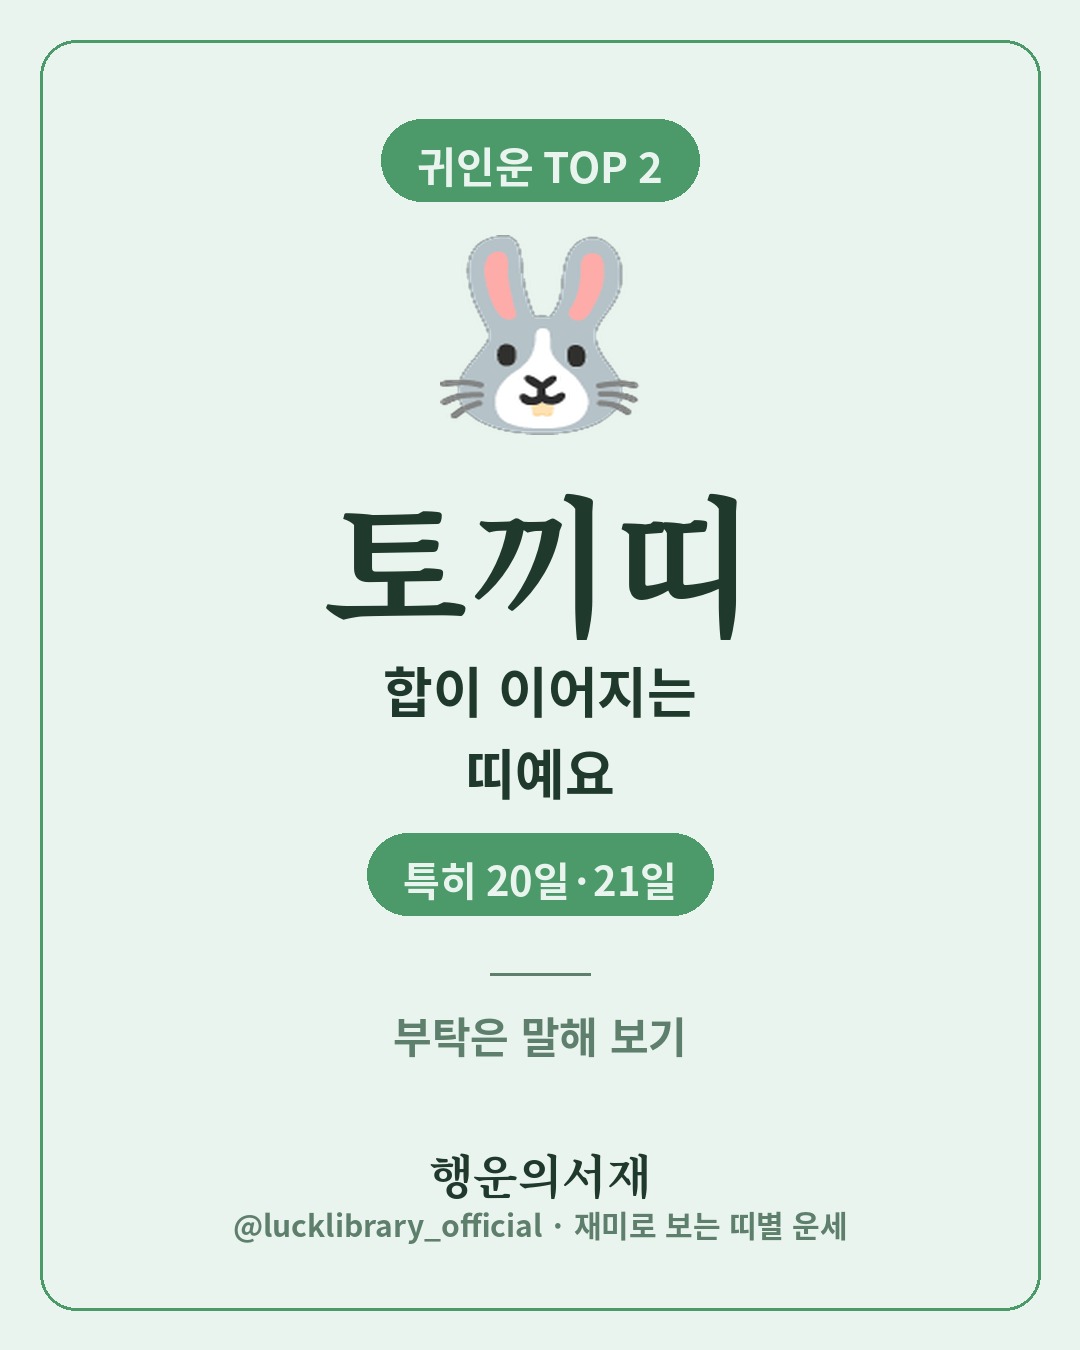 귀인운 TOP 2
토끼띠
합이 이어지는
띠예요
특히 20일·21일
부탁은 말해 보기
행운의서재
@lucklibrary_official · 재미로 보는 띠별 운세